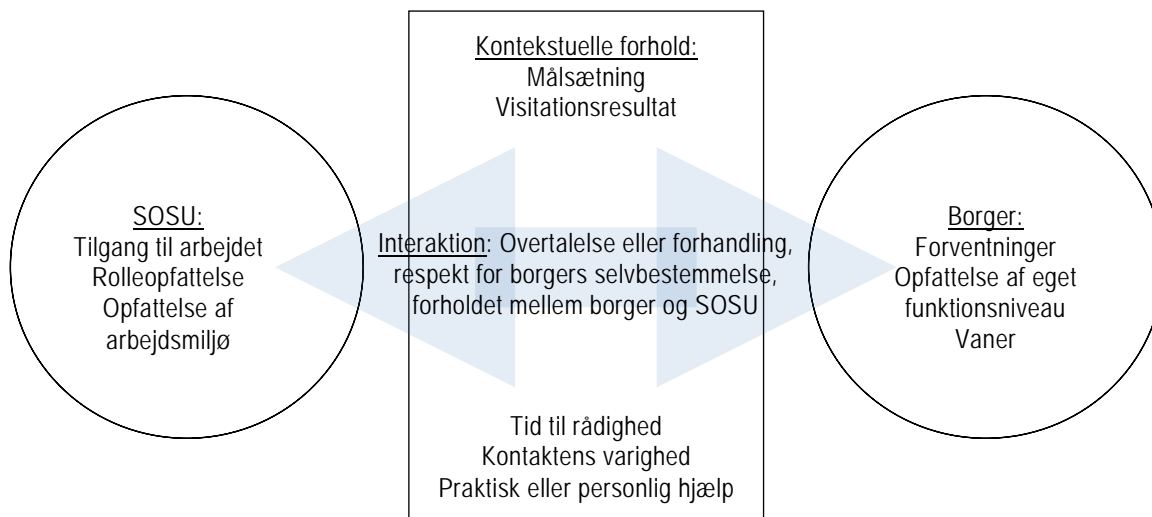 Kontekstuelle forhold:
Målsætning
Visitationsresultat
SOSU:
Tilgang til arbejdet
Rolleopfattelse
Opfattelse af
arbejdsmiljø
Interaktion: Overtalelse eller forhandling,
respekt for borgers selvbestemmelse,
forholdet mellem borger og SOSU
Borger:
Forventninger
Opfattelse af eget
funktionsniveau
Vaner
Tid til rådighed
Kontaktens varighed
Praktisk eller personlig hjælp